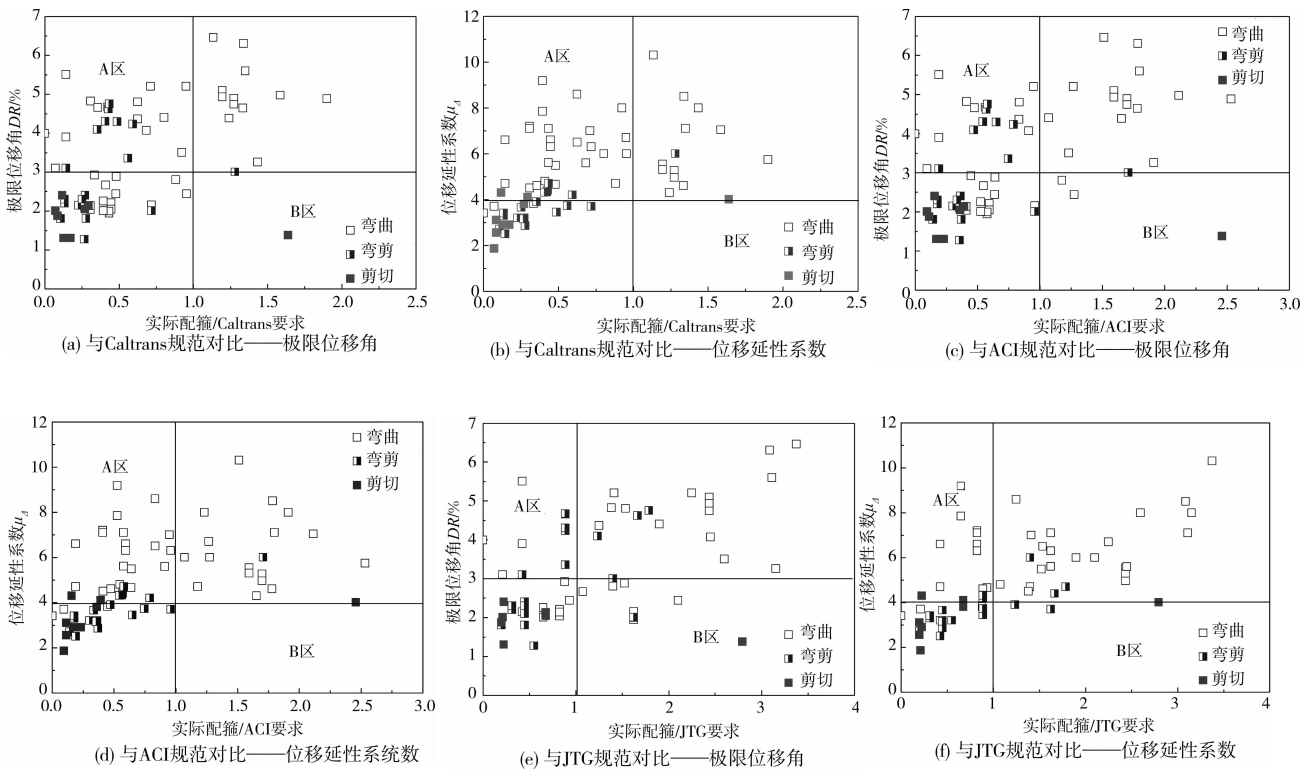 7
6
5
4
3
2
1
0
极限位移角DR/%
A区
B区
□ 弯曲
弯剪
■ 剪切
0.0 0.5 1.0 1.5 2.0 2.5
实际配箍/Caltrans要求
(a) 与Caltrans规范对比——极限位移角
12
10
8
6
4
2
0
位移延性系数μΔ
A区
B区
□ 弯曲
弯剪
■ 剪切
0.0 0.5 1.0 1.5 2.0 2.5
实际配箍/Caltrans要求
(b) 与Caltrans规范对比——位移延性系数
7
6
5
4
3
2
1
0
极限位移角DR/%
□ 弯曲
弯剪
■ 剪切
A区
B区
0.0 0.5 1.0 1.5 2.0 2.5 3.0
实际配箍/ACI要求
(c) 与ACI规范对比——极限位移角
12
10
8
6
4
2
0
位移延性系数μΔ
□ 弯曲
弯剪
■ 剪切
A区
B区
0.0 0.5 1.0 1.5 2.0 2.5 3.0
实际配箍/ACI要求
(d) 与ACI规范对比——位移延性系统数
7
6
5
4
3
2
1
0
极限位移角DR/%
A区
B区
□ 弯曲
弯剪
■ 剪切
0 1 2 3 4
实际配箍/JTG要求
(e) 与JTG规范对比——极限位移角
12
10
8
6
4
2
0
位移延性系数μΔ
A区
B区
□ 弯曲
弯剪
■ 剪切
0 1 2 3 4
实际配箍/JTG要求
(f) 与JTG规范对比——位移延性系数